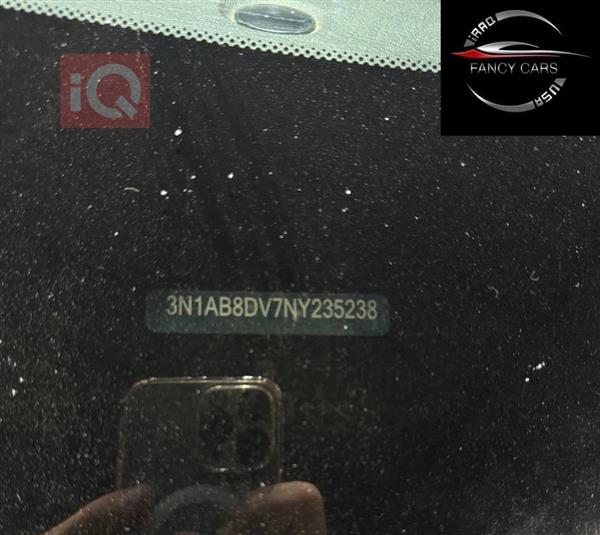 iQ
iRAQ
FANCY CARS
USA
3N1AB8DV7NY235238